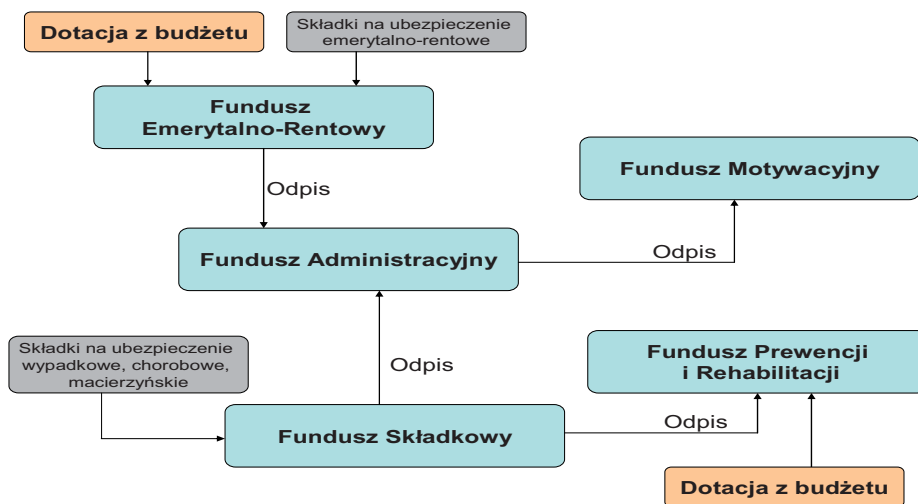 Dotacja z budżetu
Składki na ubezpieczenie
emerytalno-rentowe
Fundusz
Emerytalno-Rentowy
Odpis
Fundusz Motywacyjny
Fundusz Administracyjny
Odpis
Składki na ubezpieczenie
wypadkowe, chorobowe,
macierzyńskie
Odpis
Fundusz Prewencji
i Rehabilitacji
Fundusz Składkowy
Odpis
Dotacja z budżetu